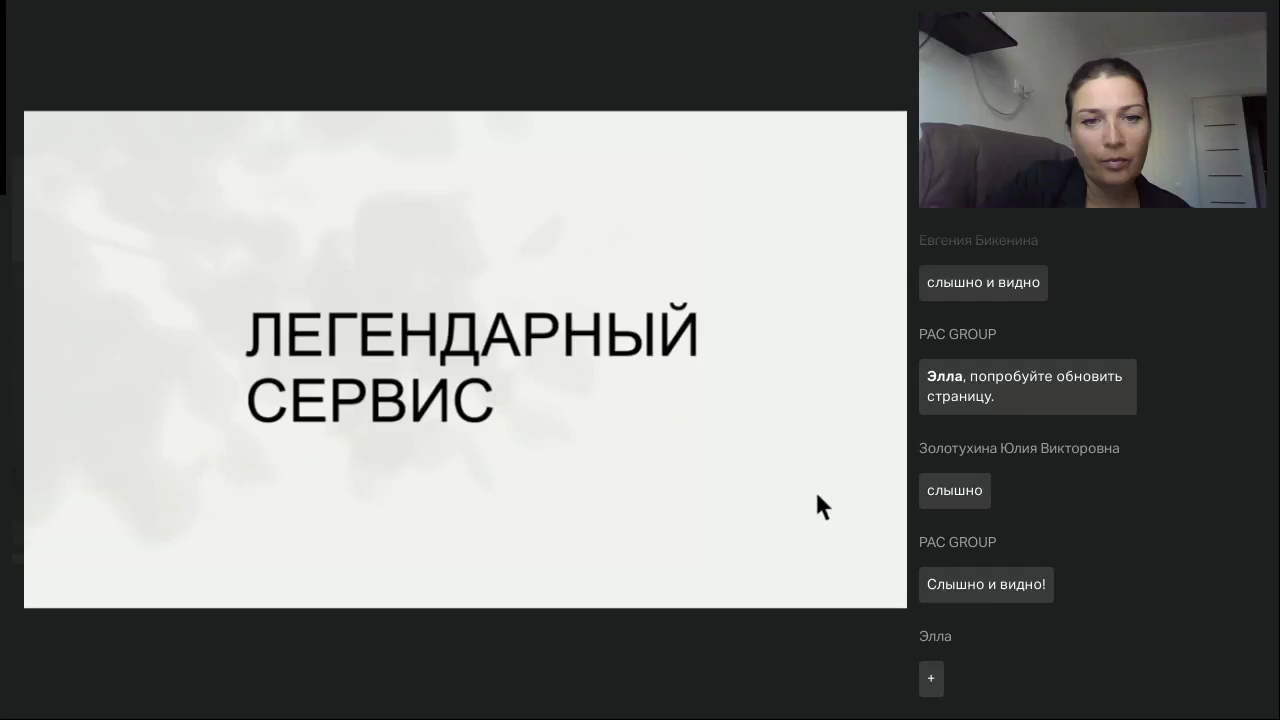 ЛЕГЕНДАРНЫЙ
СЕРВИС
Евгения Бикенина
слышно и видно
PAC GROUP
Элла, попробуйте обновить
страницу.
Золотухина Юлия Викторовна
слышно
PAC GROUP
Слышно и видно!
Элла
+